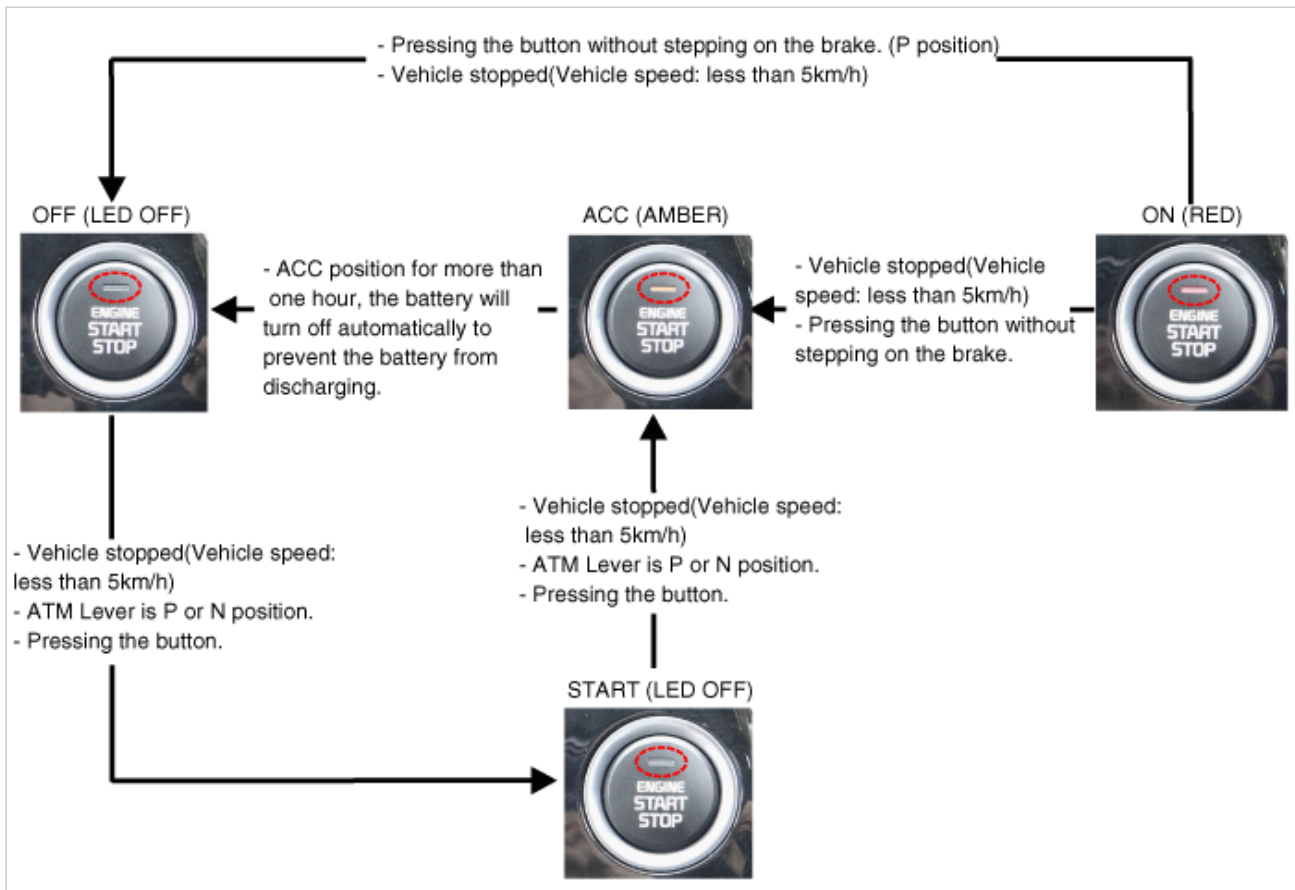 - Pressing the button without stepping on the brake. (P position)
- Vehicle stopped(Vehicle speed: less than 5km/h)
OFF (LED OFF)
ACC (AMBER)
ON (RED)
ENGINE
START
STOP
- ACC position for more than
one hour, the battery will
turn off automatically to
prevent the battery from
discharging.
ENGINE
START
STOP
- Vehicle stopped(Vehicle
speed: less than 5km/h)
- Pressing the button without
stepping on the brake.
ENGINE
START
STOP
- Vehicle stopped(Vehicle speed:
less than 5km/h)
- ATM Lever is P or N position.
- Pressing the button.
- Vehicle stopped(Vehicle speed:
less than 5km/h)
- ATM Lever is P or N position.
- Pressing the button.
START (LED OFF)
ENGINE
START
STOP